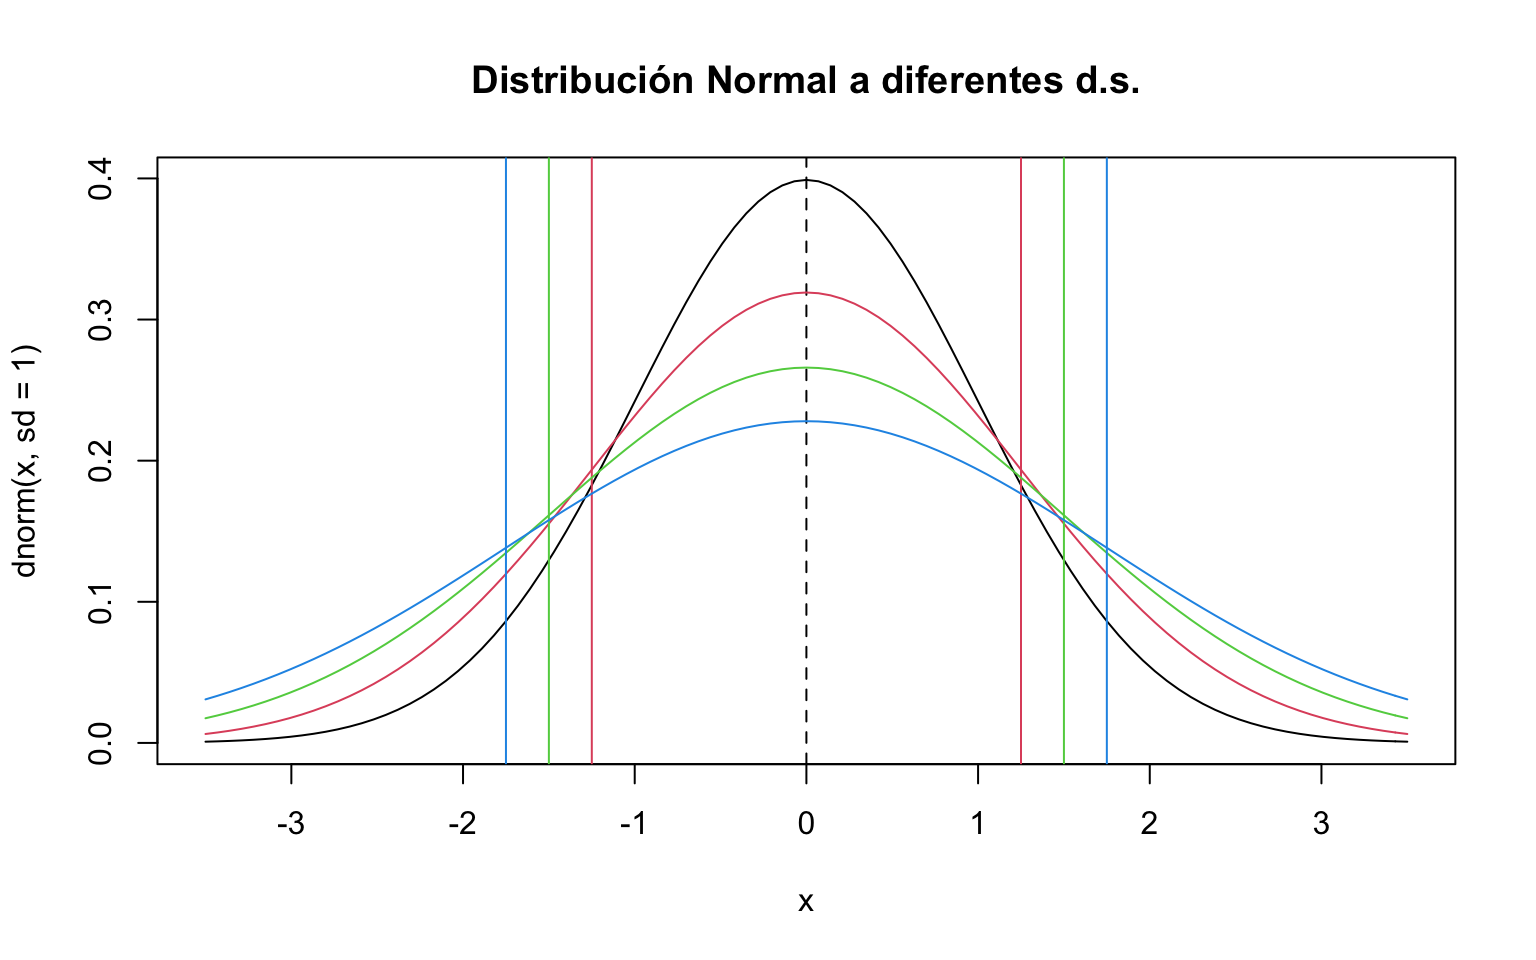 Distribución Normal a diferentes d.s.
dnorm(x, sd = 1)
0.4
0.3
0.2
0.1
0.0
-3 -2 -1 0 1 2 3
x